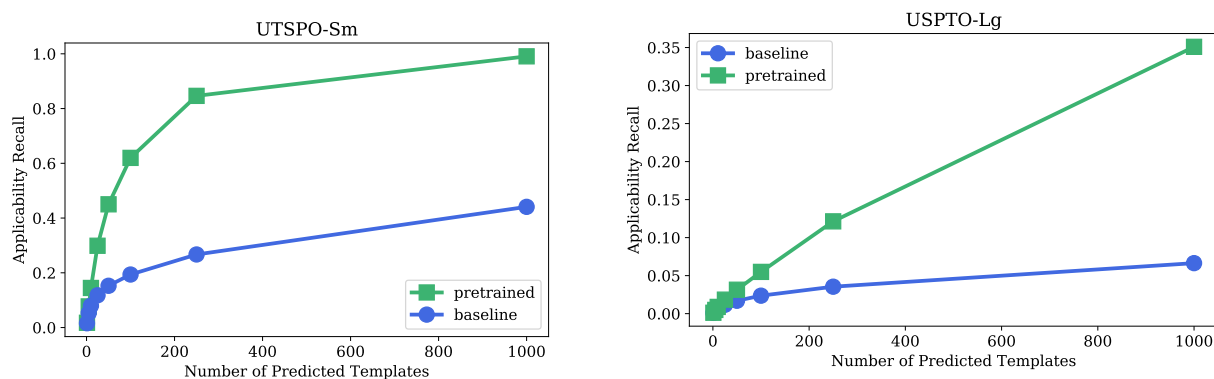 UTSPO-Sm
1.0
0.8
0.6
0.4
0.2
0.0
Applicability Recall
pretrained
baseline
0 200 400 600 800 1000
Number of Predicted Templates
USPTO-Lg
baseline
pretrained
0.35
0.30
0.25
0.20
0.15
0.10
0.05
0.00
Applicability Recall
0 200 400 600 800 1000
Number of Predicted Templates